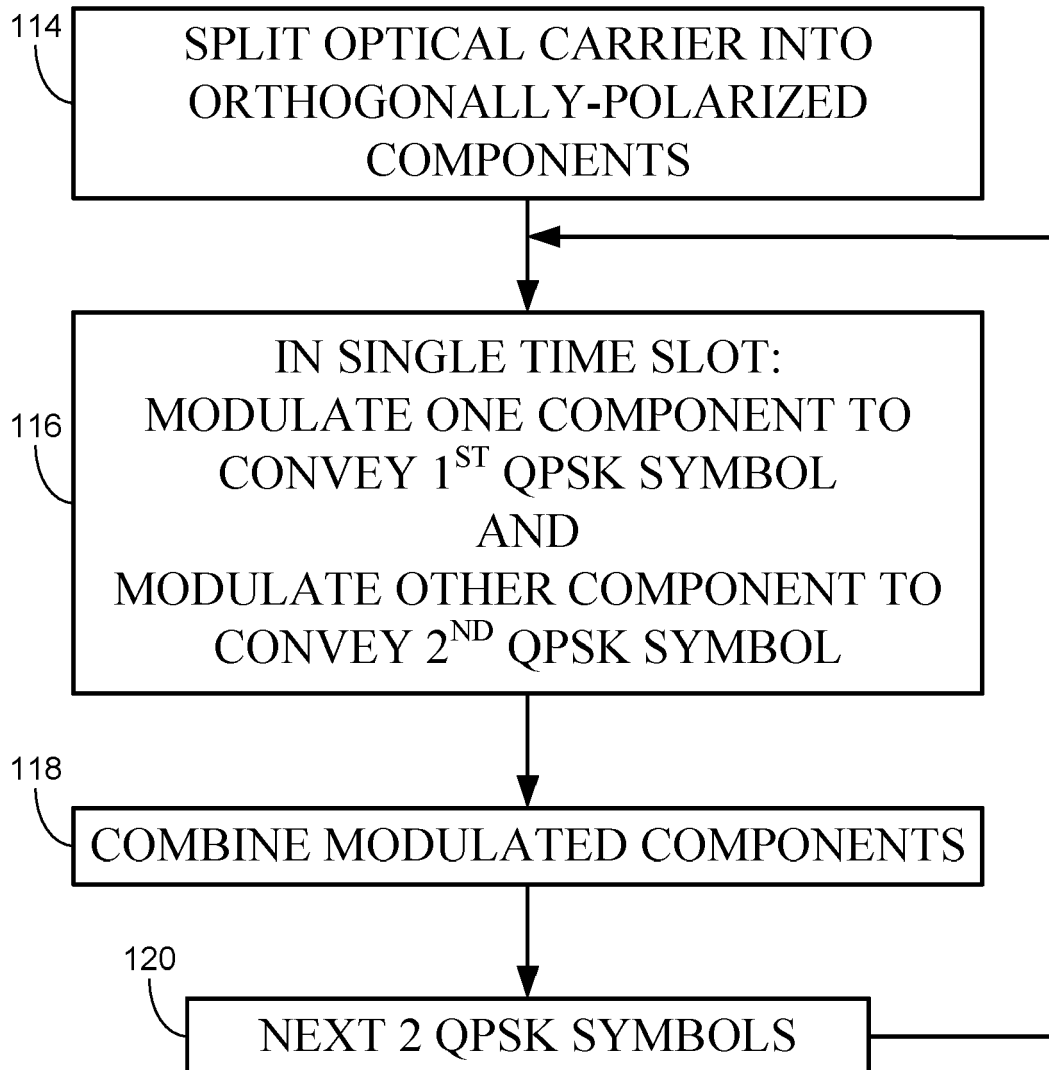 114
SPLIT OPTICAL CARRIER INTO
ORTHOGONALLY-POLARIZED
COMPONENTS
116
IN SINGLE TIME SLOT:
MODULATE ONE COMPONENT TO
CONVEY 1ST QPSK SYMBOL
AND
MODULATE OTHER COMPONENT TO
CONVEY 2ND QPSK SYMBOL
118
COMBINE MODULATED COMPONENTS
120
NEXT 2 QPSK SYMBOLS